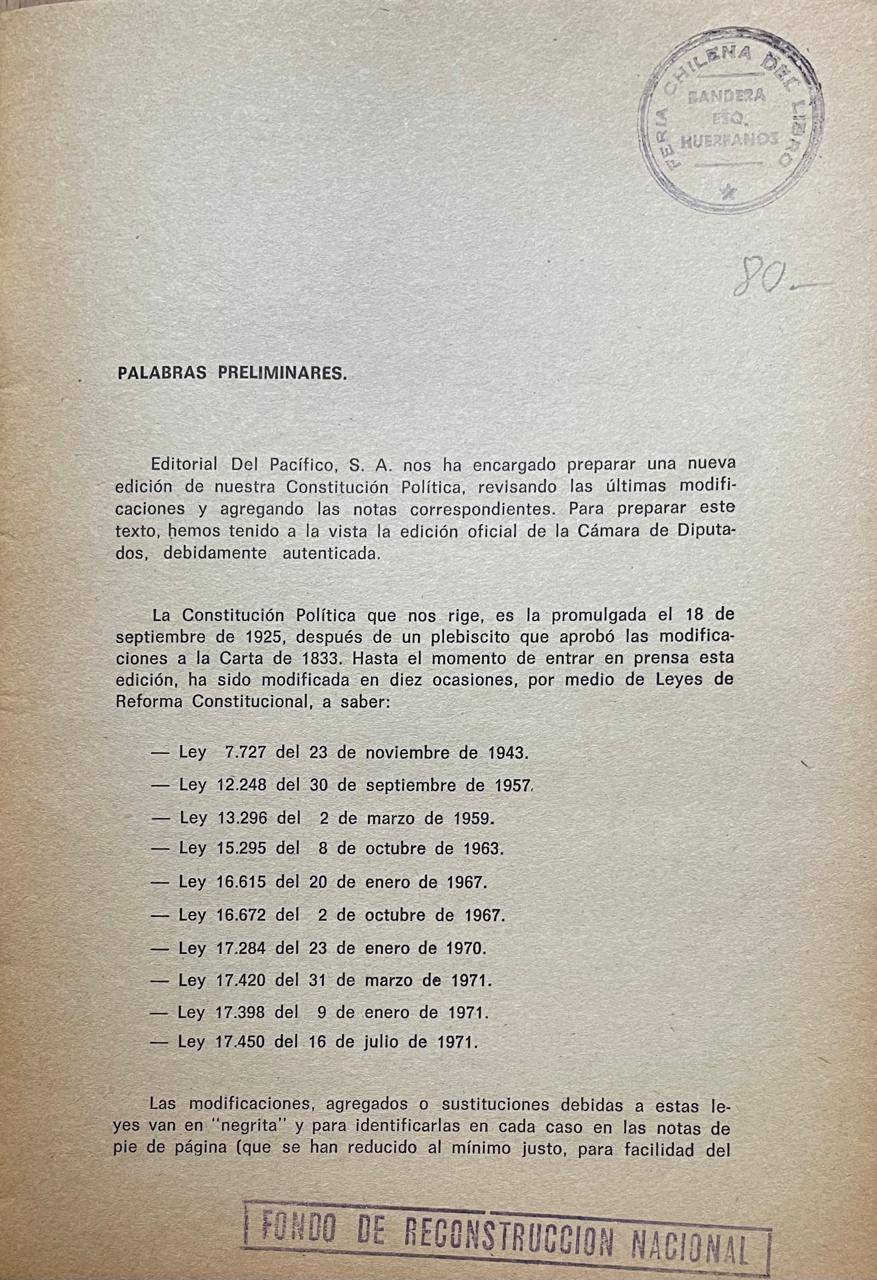 FERIA CHILENA DEL LIBRO
BANDERA
ESQ.
HUERFANOS
80.—
PALABRAS PRELIMINARES.
Editorial Del Pacífico, S. A. nos ha encargado preparar una nueva
edición de nuestra Constitución Política, revisando las últimas modifi-
caciones y agregando las notas correspondientes. Para preparar este
texto, hemos tenido a la vista la edición oficial de la Cámara de Diputa-
dos, debidamente autenticada.
La Constitución Política que nos rige, es la promulgada el 18 de
septiembre de 1925, después de un plebiscito que aprobó las modifica-
ciones a la Carta de 1833. Hasta el momento de entrar en prensa esta
edición, ha sido modificada en diez ocasiones, por medio de Leyes de
Reforma Constitucional, a saber:
— Ley 7.727 del 23 de noviembre de 1943.
— Ley 12.248 del 30 de septiembre de 1957.
— Ley 13.296 del 2 de marzo de 1959.
— Ley 15.295 del 8 de octubre de 1963.
— Ley 16.615 del 20 de enero de 1967.
— Ley 16.672 del 2 de octubre de 1967.
— Ley 17.284 del 23 de enero de 1970.
— Ley 17.420 del 31 de marzo de 1971.
— Ley 17.398 del 9 de enero de 1971.
— Ley 17.450 del 16 de julio de 1971.
Las modificaciones, agregados o sustituciones debidas a estas le-
yes van en "negrita" y para identificarlas en cada caso en las notas de
pie de página (que se han reducido al mínimo justo, para facilidad del
FONDO DE RECONSTRUCCION NACIONAL